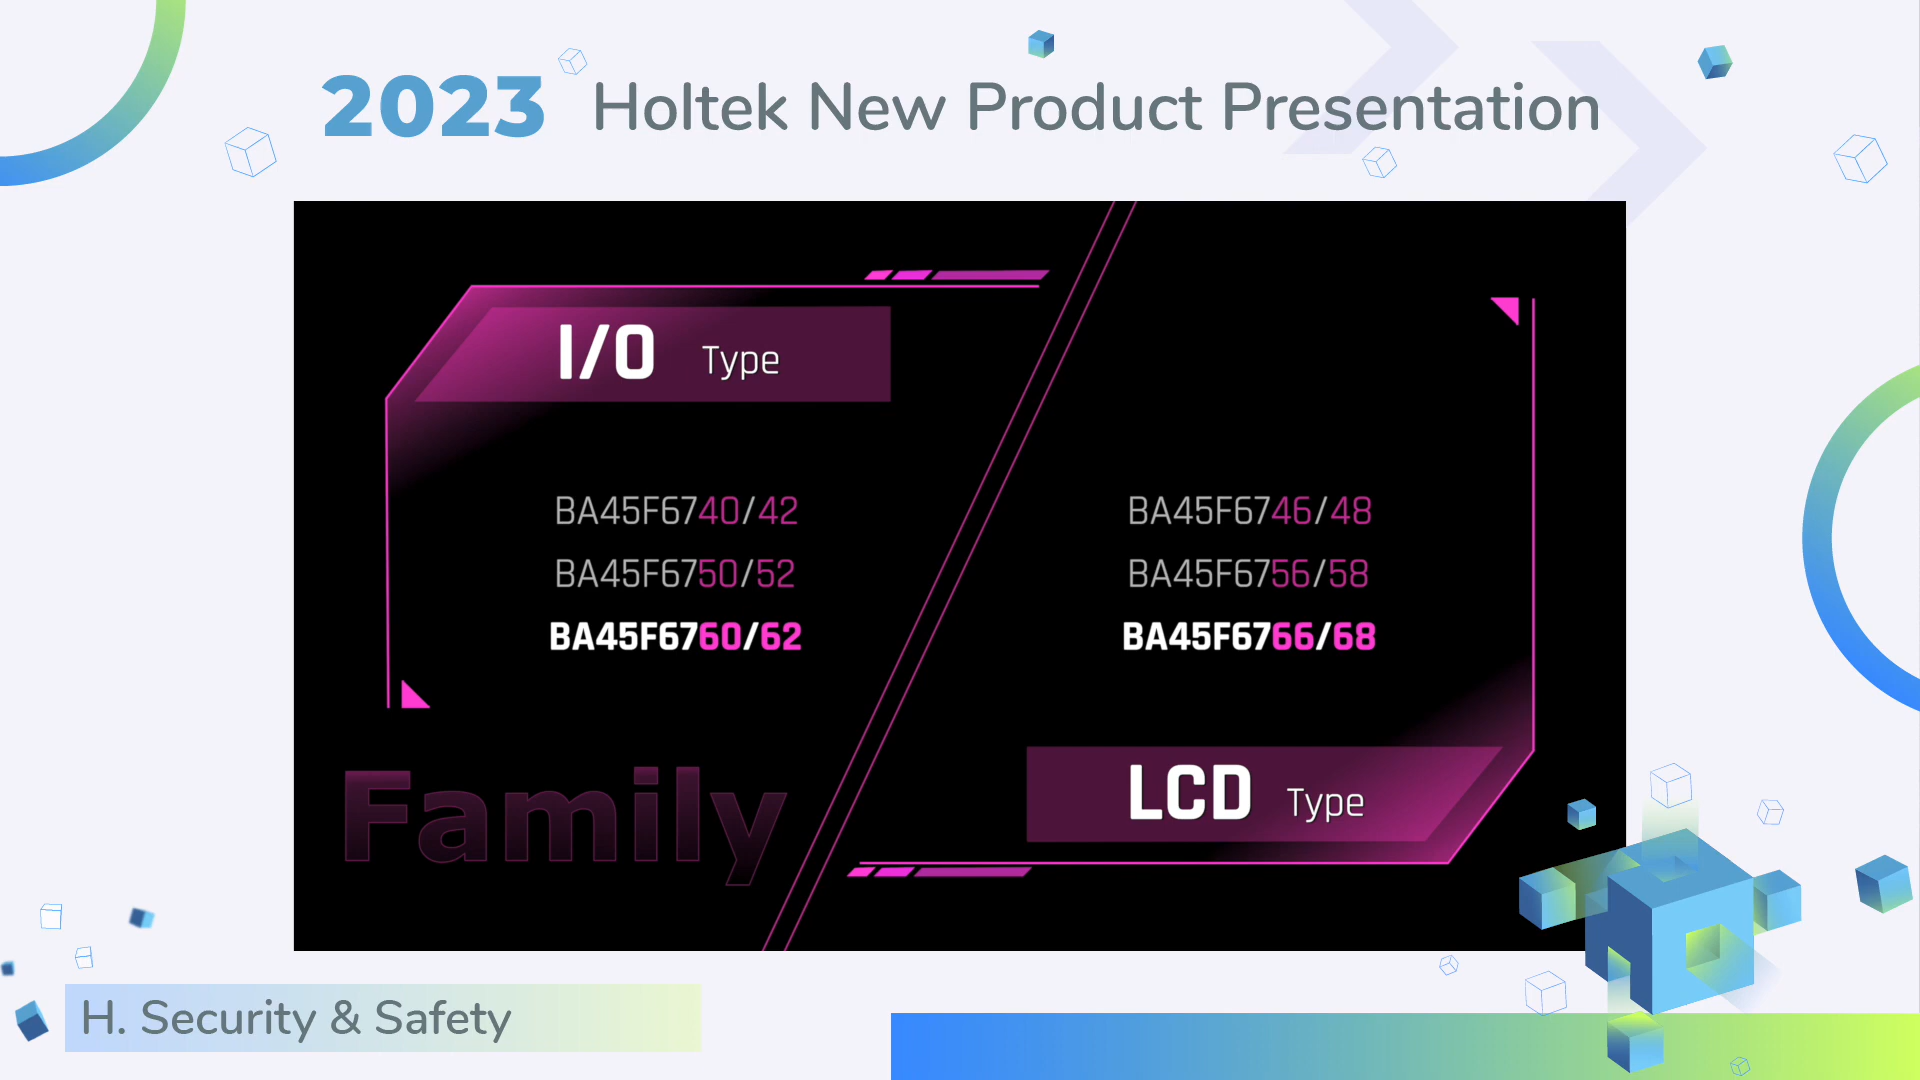 2023 Holtek New Product Presentation
I/O Type
BA45F6740/42
BA45F6750/52
BA45F6760/62
BA45F6746/48
BA45F6756/58
BA45F6766/68
LCD Type
Family
H. Security & Safety